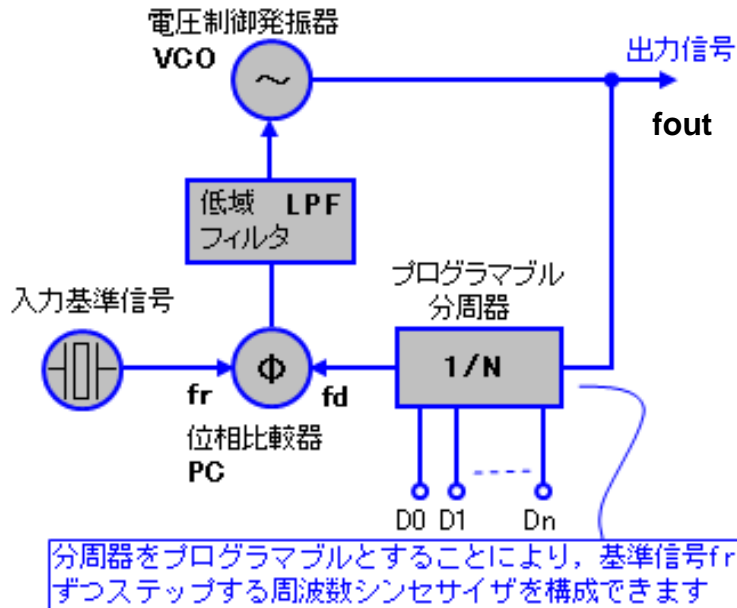 電圧制御発振器
VCO
出力信号
fout
低域 LPF
フィルタ
プログラマブル
分周器
入力基準信号
1/N
Φ
fr
fd
位相比較器
PC
D0 D1 Dn
分周器をプログラマブルとすることにより，基準信号fr
ずつステップする周波数シンセサイザを構成できます